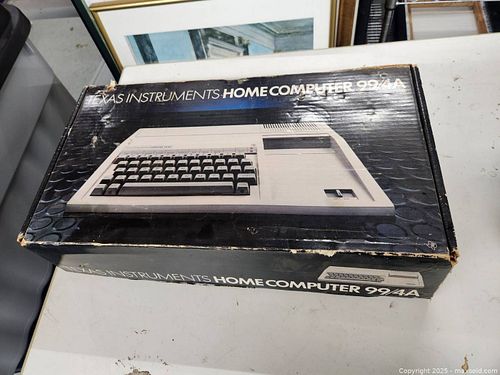 TEXAS INSTRUMENTS HOME COMPUTER 99/4A
TEXAS INSTRUMENTS HOME COMPUTER 99/4A
Copyright 2025 - maxsold.com